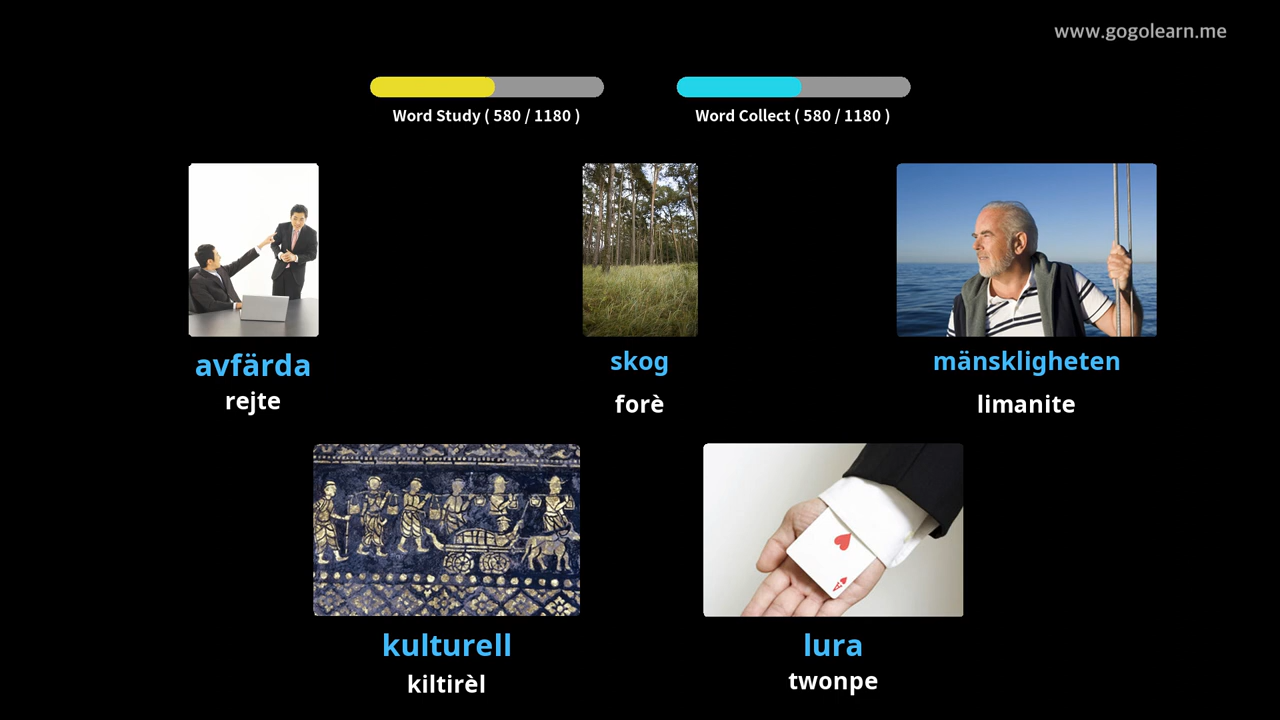 www.gogolearn.me
Word Study ( 580 / 1180 )
Word Collect ( 580 / 1180 )
avfärda
rejte
skog
forè
mänskligheten
limanite
kulturell
kiltirèl
lura
twonpe